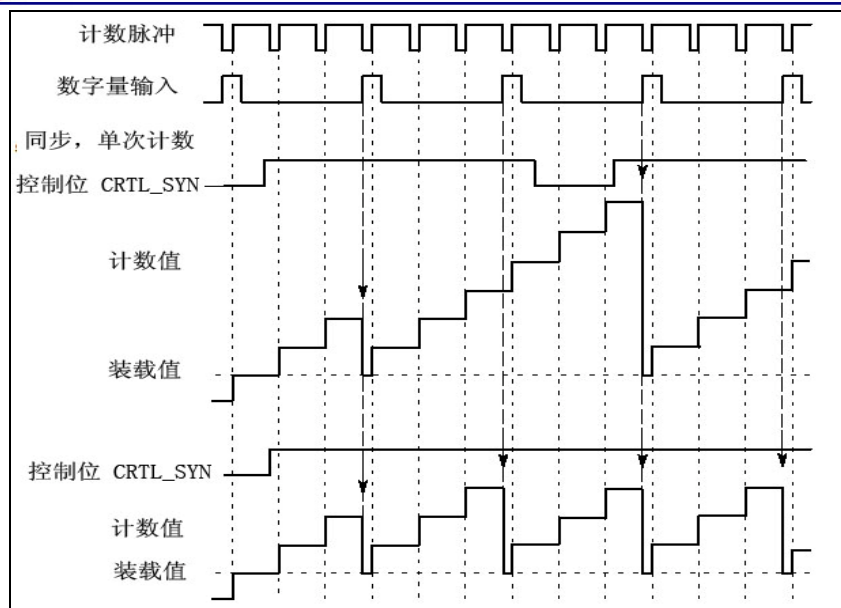 计数脉冲
数字量输入
同步，单次计数
控制位 CRTL_SYN
计数值
装载值
控制位 CRTL_SYN
计数值
装载值